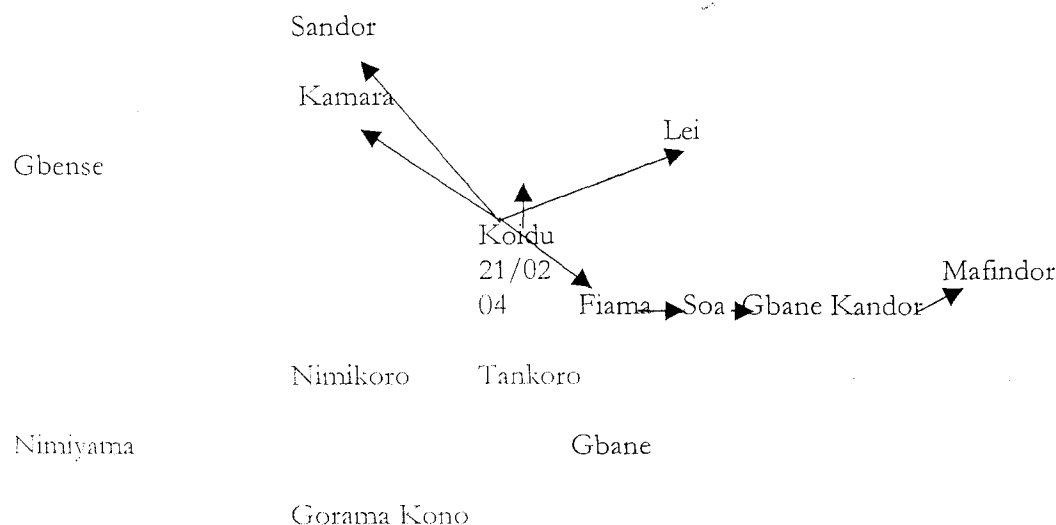 Sandor
Kamara
Lei
Gbense
Koidu
21/02
04
Mafindor
Fiama Soa Gbane Kandor
Nimikoro Tankoro
Nimiyama Gbane
Gorama Kono